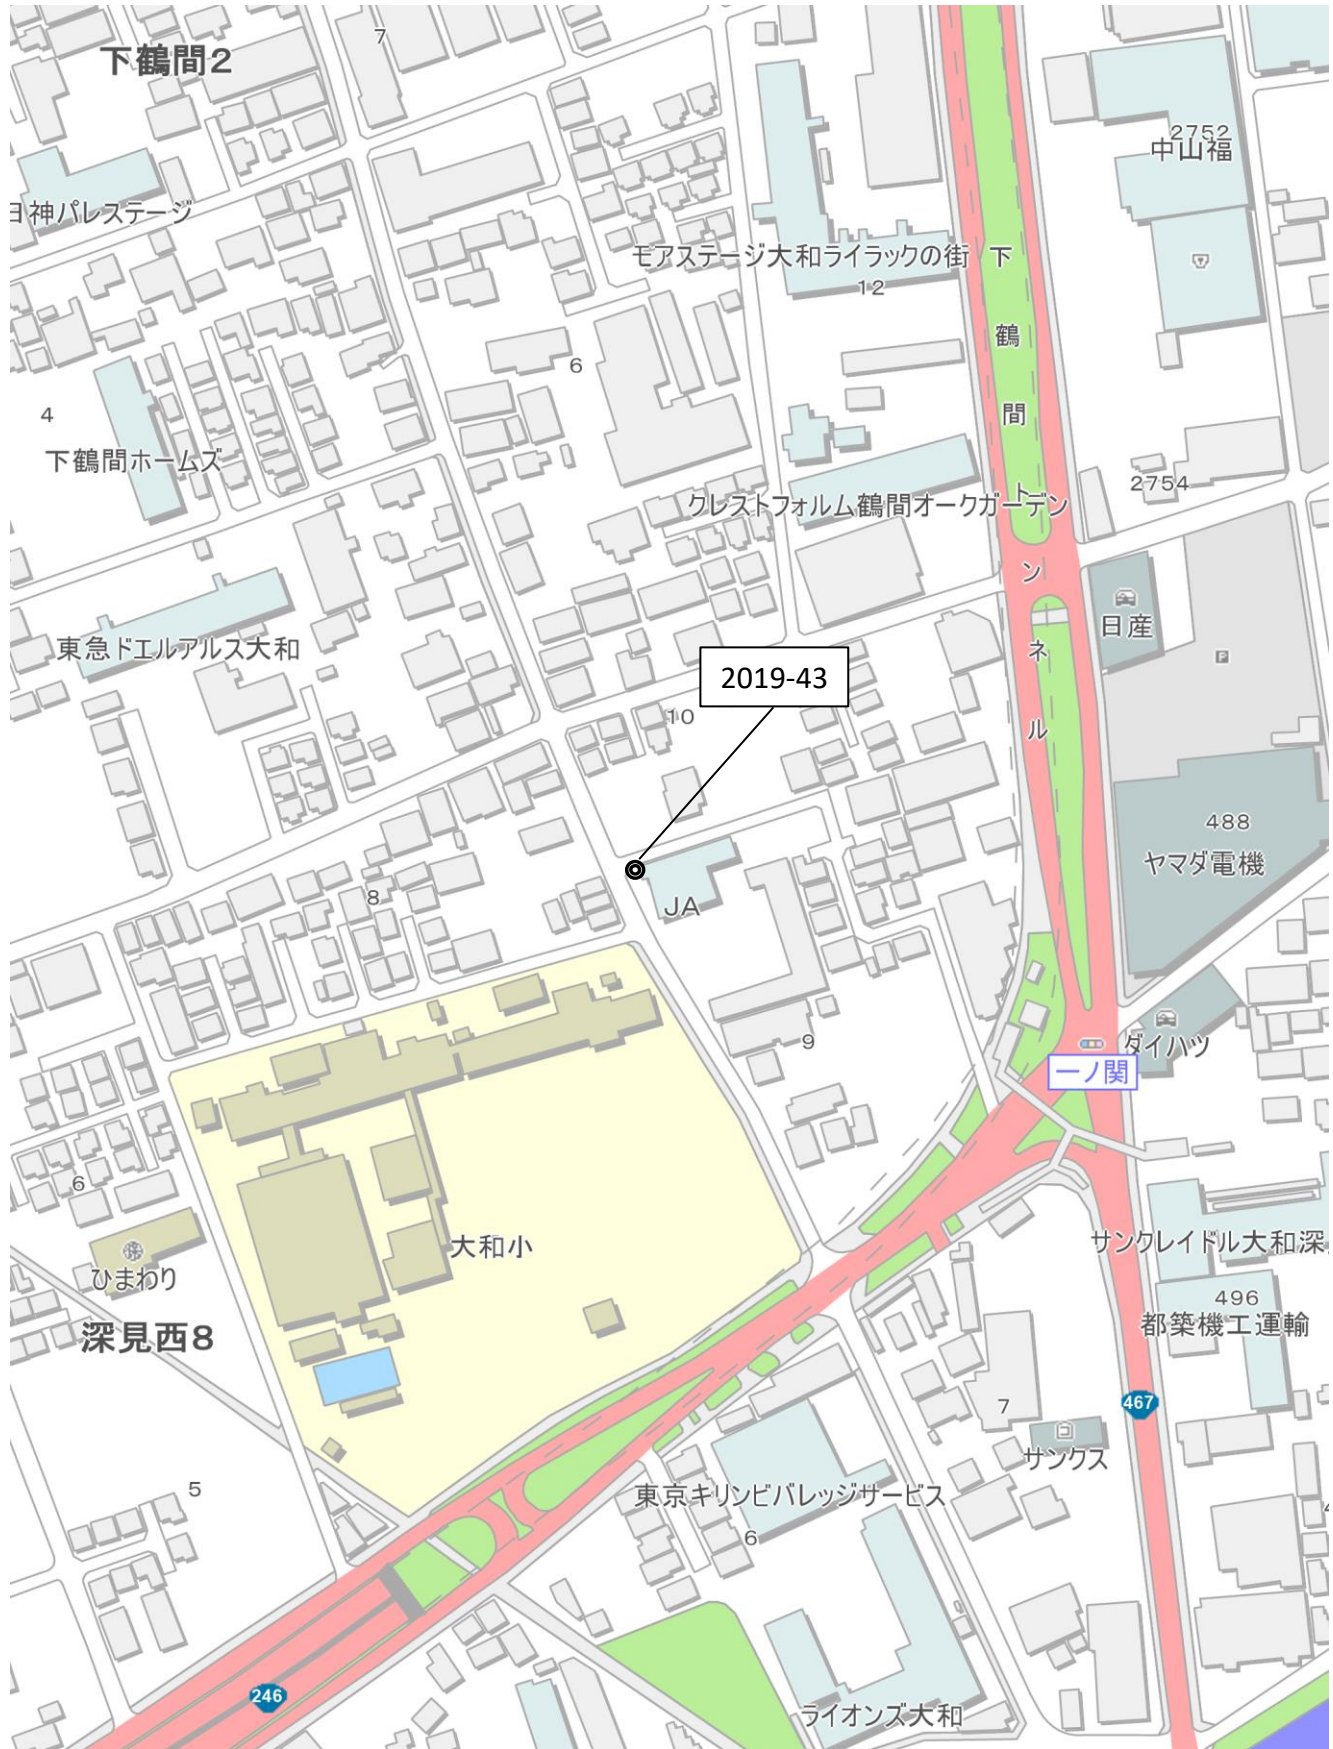 下鶴間2
7
2752
中山福
日神パレステージ
モアステージ大和ライラックの街
12
下鶴間トンネル
6
4
下鶴間ホームズ
2754
クレストフォルム鶴間オークガーデン
日産
東急ドエルアルス大和
P
2019-43
10
488
ヤマダ電機
8
JA
9
ダイハツ
一ノ関
6
大和小
ひまわり
サンクレイドル大和深
496
都築機工運輸
深見西8
467
7
サンクス
5
東京キリンビバレッジサービス
6
246
ライオンズ大和